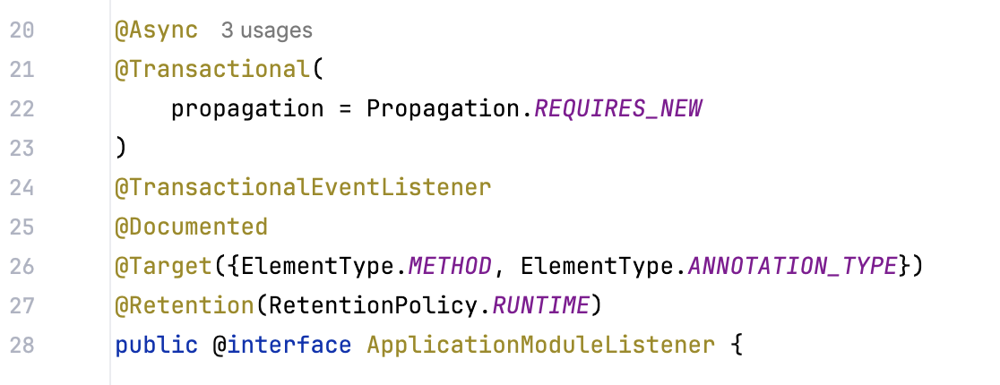 20 @Async 3 usages
21 @Transactional(
22 propagation = Propagation.REQUIRES_NEW
23 )
24 @TransactionalEventListener
25 @Documented
26 @Target({ElementType.METHOD, ElementType.ANNOTATION_TYPE})
27 @Retention(RetentionPolicy.RUNTIME)
28 public @interface ApplicationModuleListener {